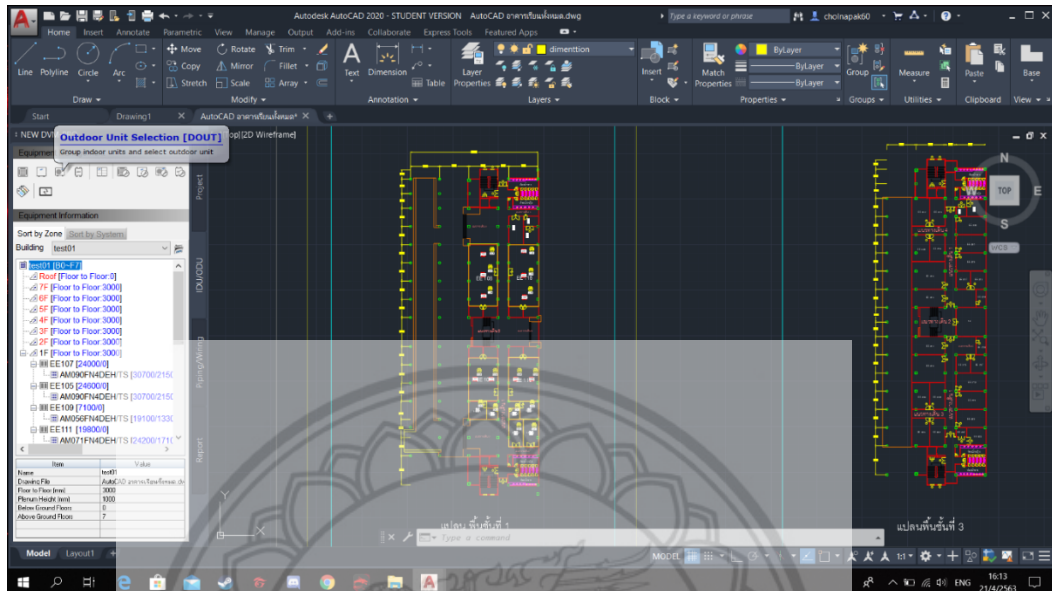 Autodesk AutoCAD 2020 - STUDENT VERSION AutoCAD อาคารเรียนทั้งหมด.dwg
Type a keyword or phrase
cholnapak60
Home Insert Annotate Parametric View Manage Output Add-ins Collaborate Express Tools Featured Apps
Line Polyline Circle Arc
Move Rotate Trim
Copy Mirror Fillet
Stretch Scale Array
Text Dimension Table
Layer Properties
dimenttion
Insert
Match Properties
ByLayer
ByLayer
ByLayer
Group Measure Paste Base
Draw Modify Annotation Layers Block Properties Groups Utilities Clipboard View
Start Drawing1 AutoCAD อาคารเรียนทั้งหมด*
Outdoor Unit Selection [DOUT]
Group indoor units and select outdoor unit
Equipment Information
Sort by Zone Sort by System
Building test01
test01 [B0~F7]
Roof [Floor to Floor:0]
7F [Floor to Floor:3000]
6F [Floor to Floor:3000]
5F [Floor to Floor:3000]
4F [Floor to Floor:3000]
3F [Floor to Floor:3000]
2F [Floor to Floor:3000]
1F [Floor to Floor:3000]
EE107 [24000/0]
AM090FN4DEH/TS [30700/2150
EE105 [24600/0]
AM090FN4DEH/TS [30700/2150
EE109 [7100/0]
AM056FN4DEH/TS [19100/1330
EE111 [19800/0]
AM071FN4DEH/TS [24200/1710
Item Value
Name test01
Drawing File
Floor to Floor [mm] 3000
Plenum Height [mm] 1000
Below Ground Floors 0
Above Ground Floors 7
Project
IDU/ODU
Piping/Wiring
Report
N
W TOP E
S
WCS
Y
X
แปลน พื้นชั้นที่ 1
แปลนพื้นชั้นที่ 3
Type a command
Model Layout1 +
MODEL
1:1
ENG
16:13
21/4/2563